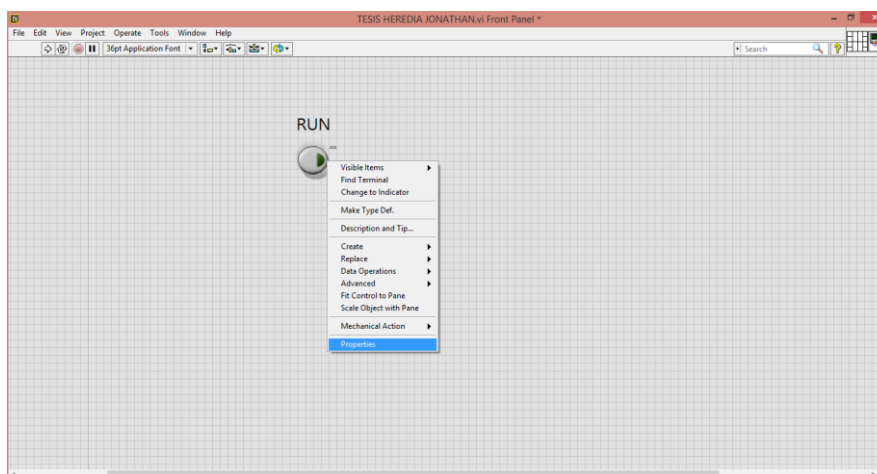 TESIS HEREDIA JONATHAN.vi Front Panel *
File Edit View Project Operate Tools Window Help
36pt Application Font
Search
RUN
Visible Items
Find Terminal
Change to Indicator
Make Type Def.
Description and Tip...
Create
Replace
Data Operations
Advanced
Fit Control to Pane
Scale Object with Pane
Mechanical Action
Properties